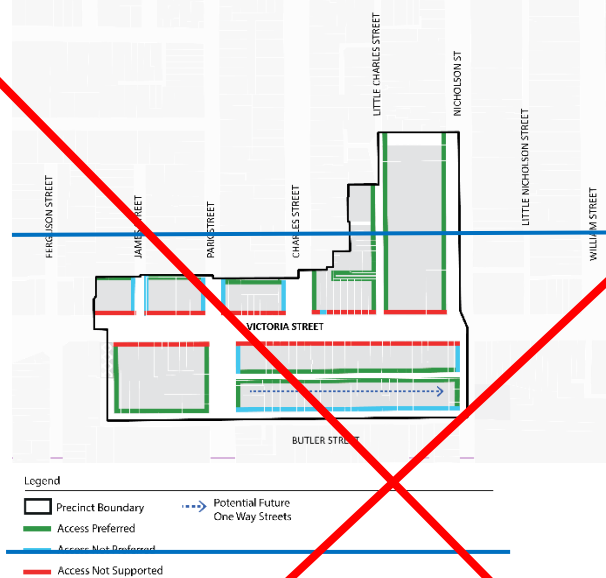 LITTLE CHARLES STREET
NICHOLSON ST
LITTLE NICHOLSON STREET
FERGUSON STREET
JAMES STREET
PARK STREET
CHARLES STREET
WILLIAM STREET
VICTORIA STREET
BUTLER STREET
Legend
Precinct Boundary
Potential Future
One Way Streets
Access Preferred
Access Not Preferred
Access Not Supported